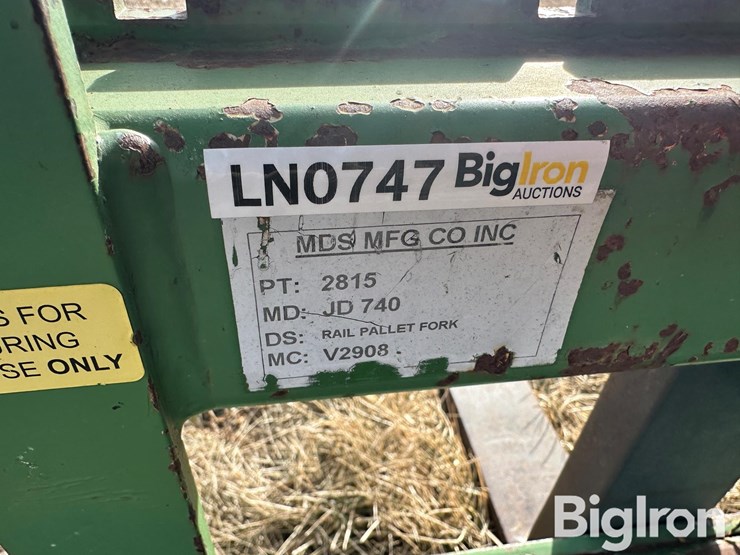 LN0747 BigIron
AUCTIONS
MDS MFG CO INC
PT: 2815
MD: JD 740
DS: RAIL PALLET FORK
MC: V2908
S FOR
RING
SE ONLY
BigIron